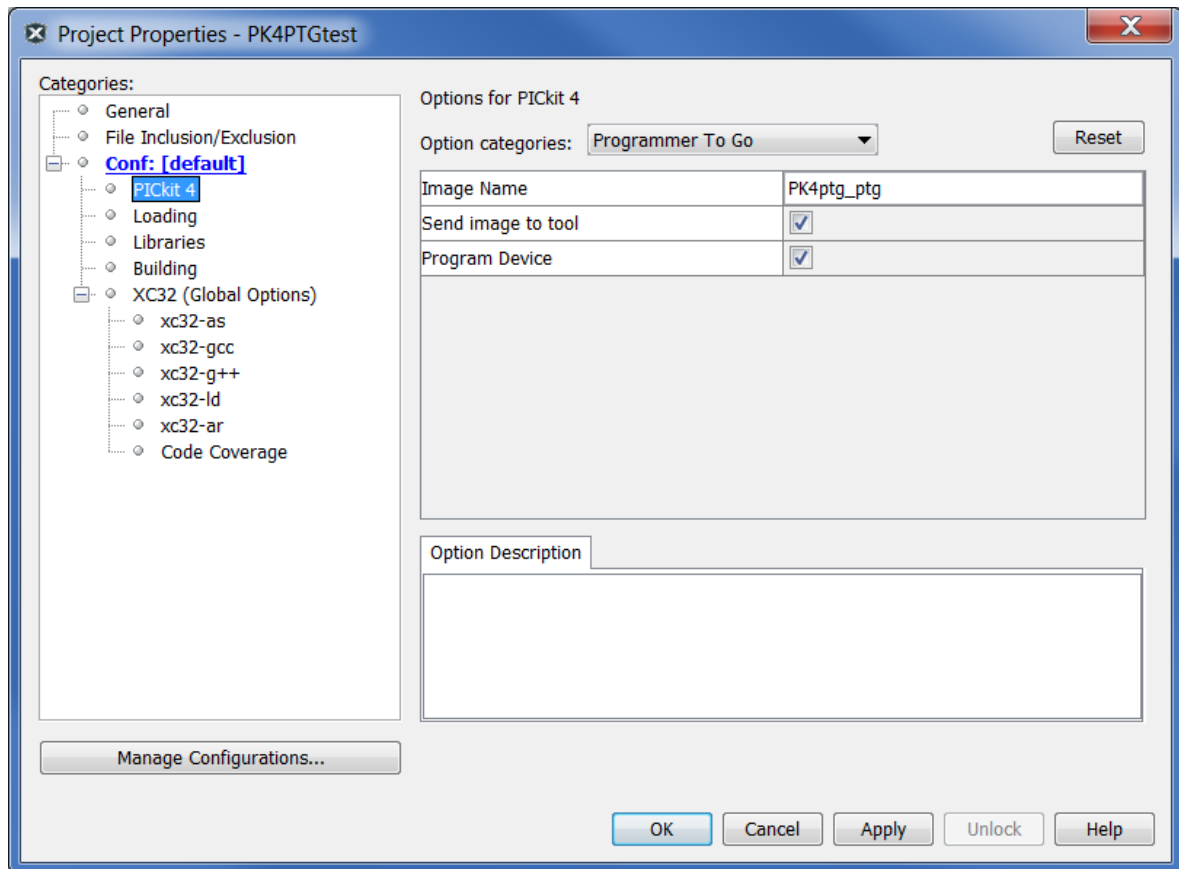 Project Properties - PK4PTGtest
Categories:
General
File Inclusion/Exclusion
Conf: [default]
PICkit 4
Loading
Libraries
Building
XC32 (Global Options)
xc32-as
xc32-gcc
xc32-g++
xc32-ld
xc32-ar
Code Coverage
Manage Configurations...
Options for PICkit 4
Option categories: Programmer To Go Reset
Image Name PK4ptg_ptg
Send image to tool
Program Device
Option Description
OK Cancel Apply Unlock Help